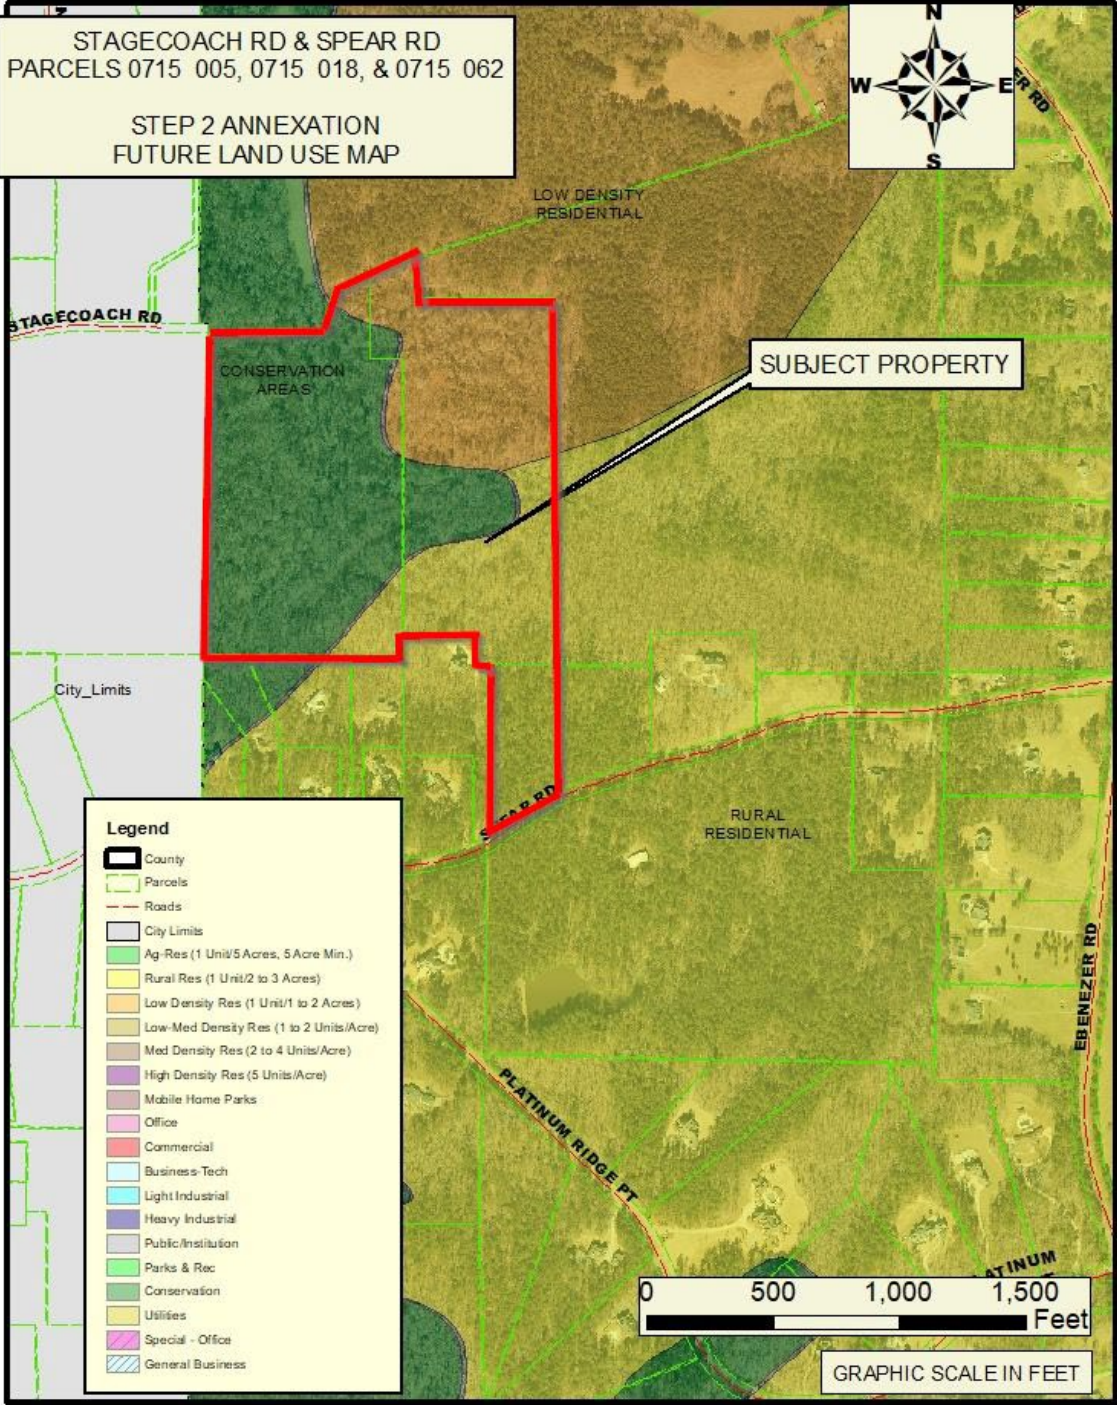 STAGECOACH RD & SPEAR RD
PARCELS 0715 005, 0715 018, & 0715 062
STEP 2 ANNEXATION
FUTURE LAND USE MAP
N
W
E
S
ER RD
LOW DENSITY
RESIDENTIAL
STAGECOACH RD
CONSERVATION
AREAS
SUBJECT PROPERTY
City_Limits
SPEAR RD
RURAL
RESIDENTIAL
EBENEZER RD
PLATINUM RIDGE PT
ATINUM
Legend
County
Parcels
Roads
City Limits
Ag-Res (1 Unit/5 Acres, 5 Acre Min.)
Rural Res (1 Unit/2 to 3 Acres)
Low Density Res (1 Unit/1 to 2 Acres)
Low-Med Density Res (1 to 2 Units/Acre)
Med Density Res (2 to 4 Units/Acre)
High Density Res (5 Units/Acre)
Mobile Home Parks
Office
Commercial
Business-Tech
Light Industrial
Heavy Industrial
Public/Institution
Parks & Rec
Conservation
Utilities
Special - Office
General Business
0 500 1,000 1,500
Feet
GRAPHIC SCALE IN FEET